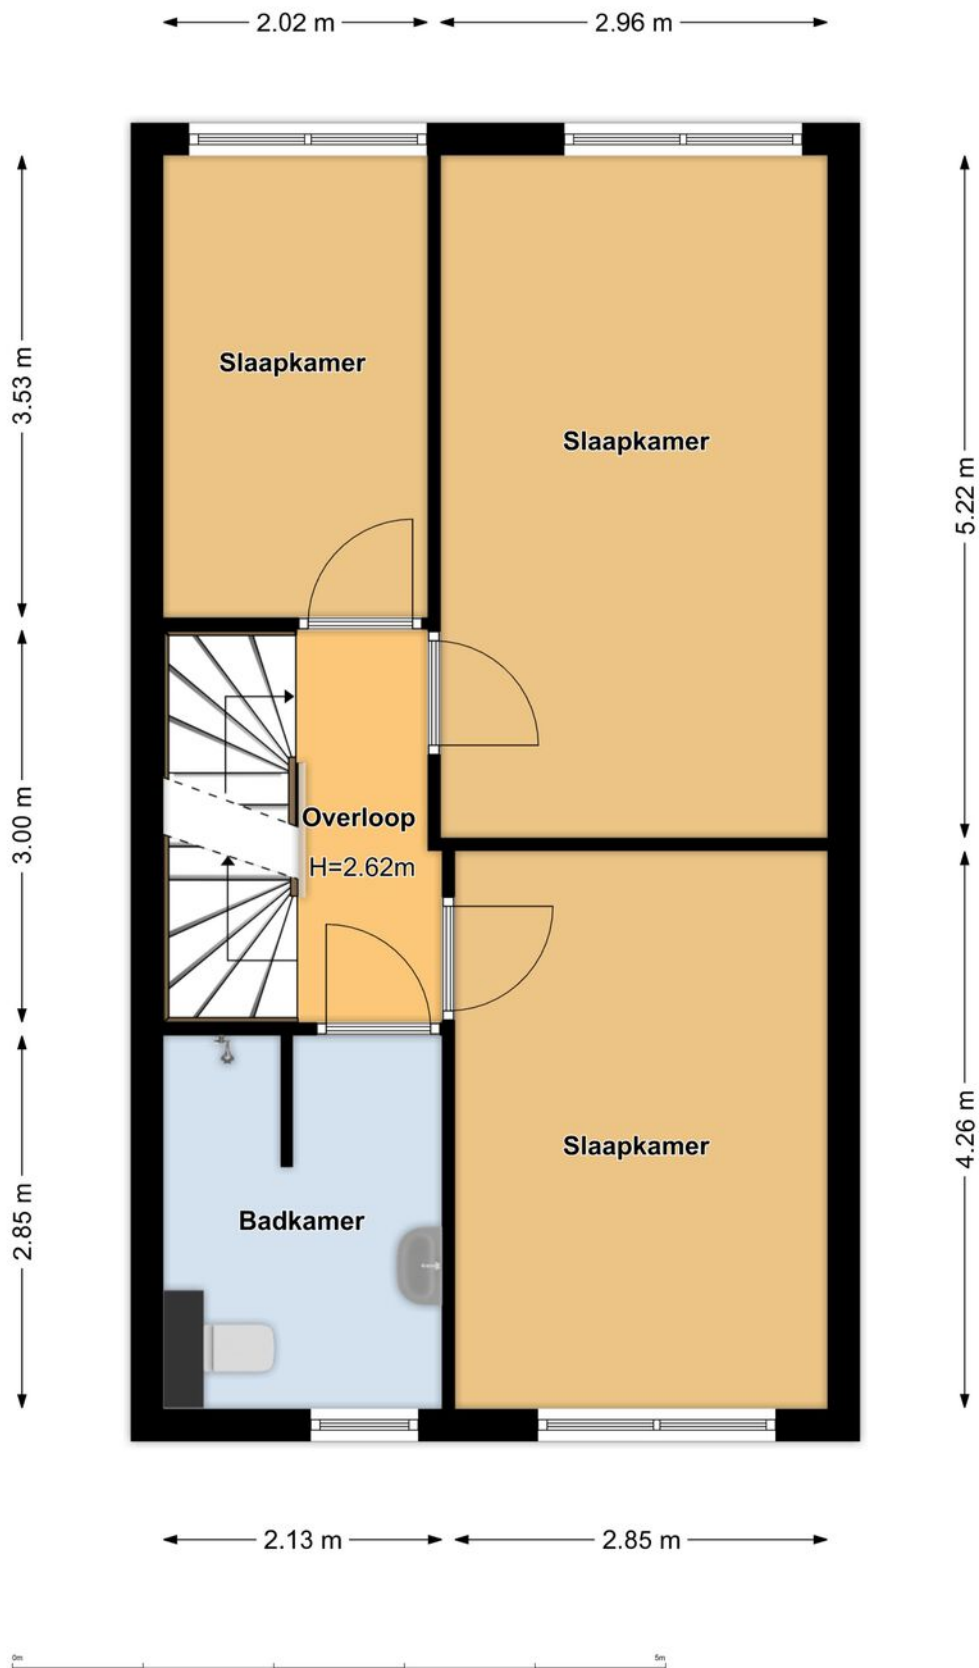 2.02 m
2.96 m
3.53 m
Slaapkamer
Slaapkamer
5.22 m
3.00 m
Overloop
H=2.62m
4.26 m
Slaapkamer
2.85 m
Badkamer
2.13 m
2.85 m
0m
5m